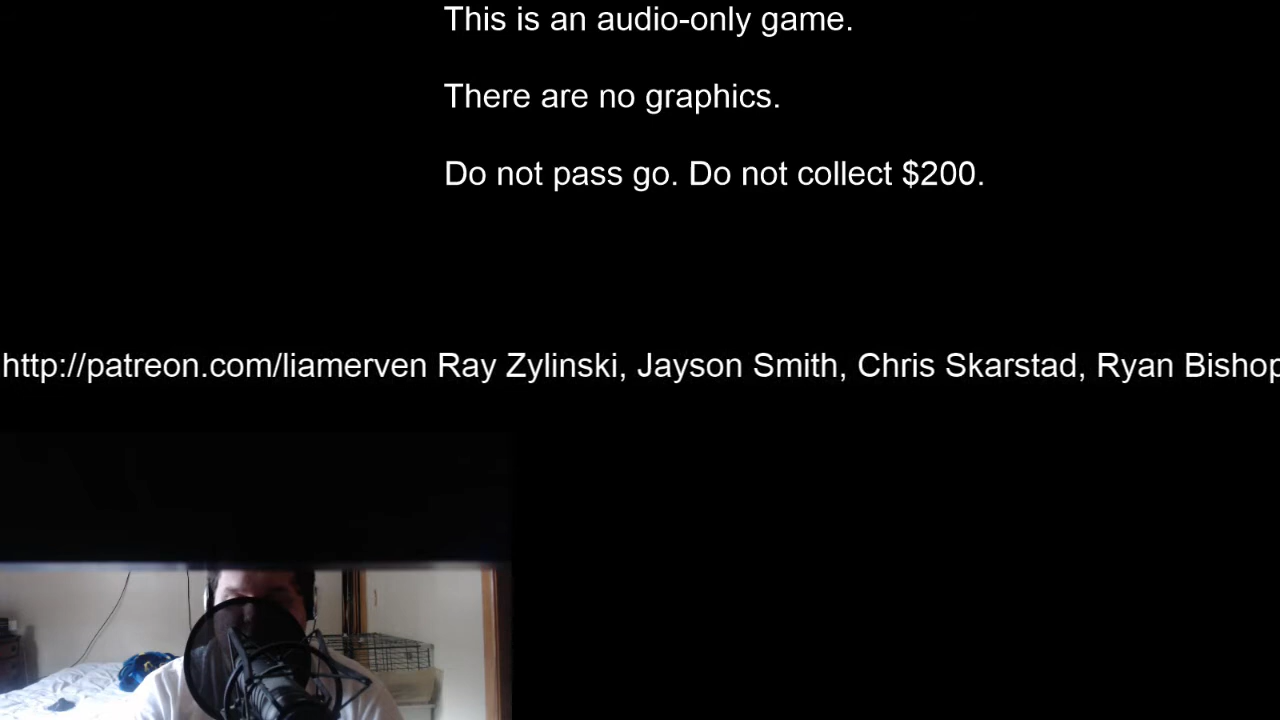 This is an audio-only game.
There are no graphics.
Do not pass go. Do not collect $200.
http://patreon.com/liamerven Ray Zylinski, Jayson Smith, Chris Skarstad, Ryan Bishop